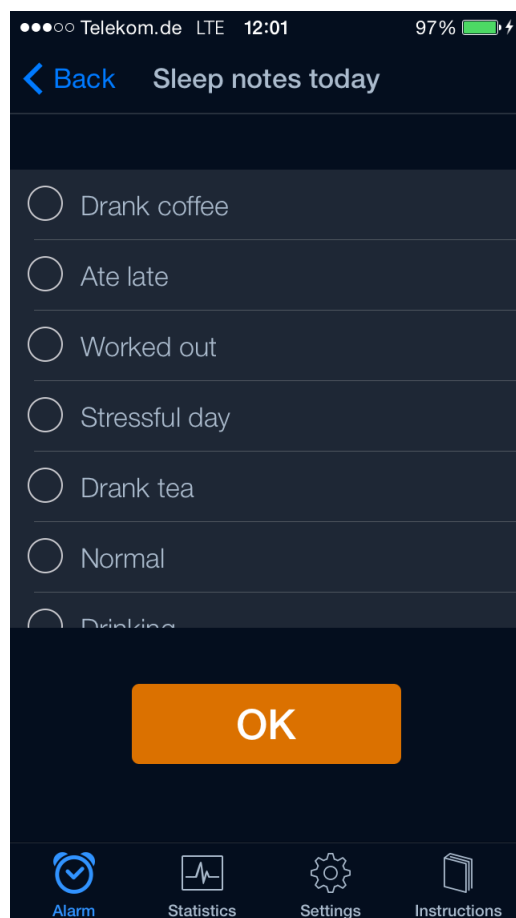 Telekom.de LTE 12:01 97%
Back Sleep notes today
Drank coffee
Ate late
Worked out
Stressful day
Drank tea
Normal
Drinking
OK
Alarm Statistics Settings Instructions